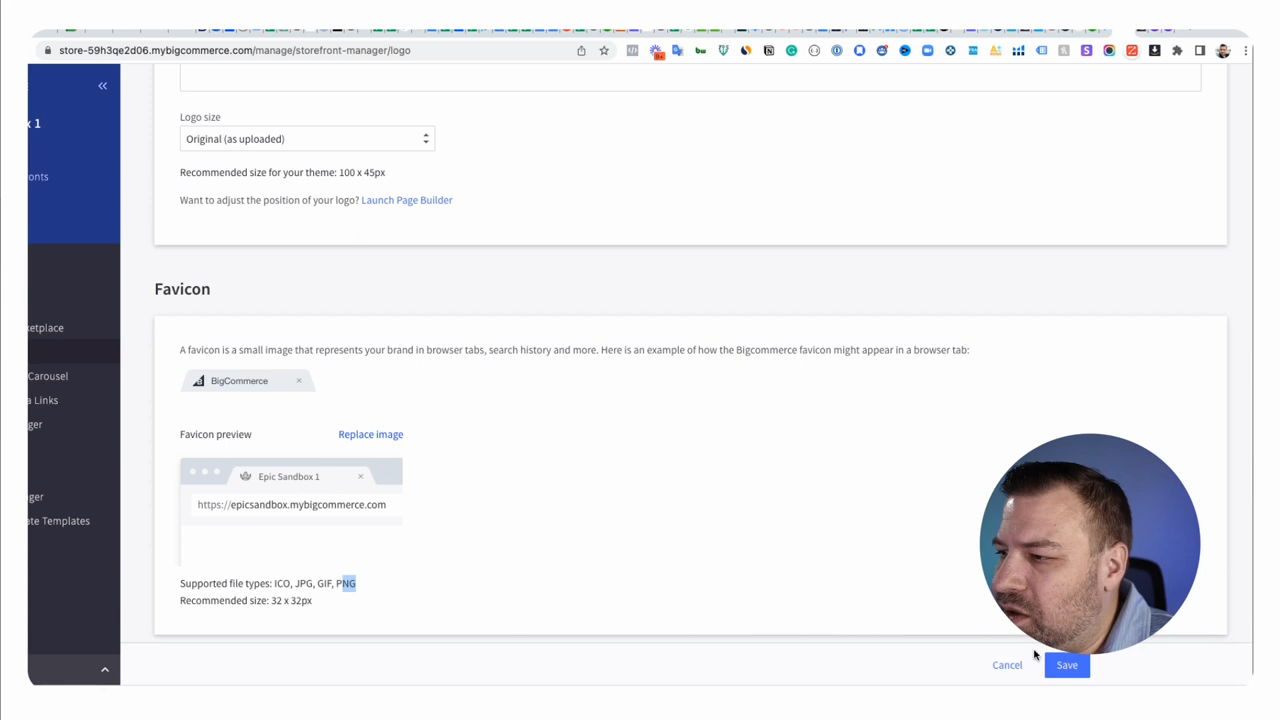 store-59h3qe2d06.mybigcommerce.com/manage/storefront-manager/logo
x 1
onts
ketplace
Carousel
a Links
ger
ger
ate Templates
Logo size
Original (as uploaded)
Recommended size for your theme: 100 x 45px
Want to adjust the position of your logo? Launch Page Builder
Favicon
A favicon is a small image that represents your brand in browser tabs, search history and more. Here is an example of how the Bigcommerce favicon might appear in a browser tab:
BigCommerce
Favicon preview Replace image
Epic Sandbox 1
https://epicsandbox.mybigcommerce.com
Supported file types: ICO, JPG, GIF, PNG
Recommended size: 32 x 32px
Cancel Save